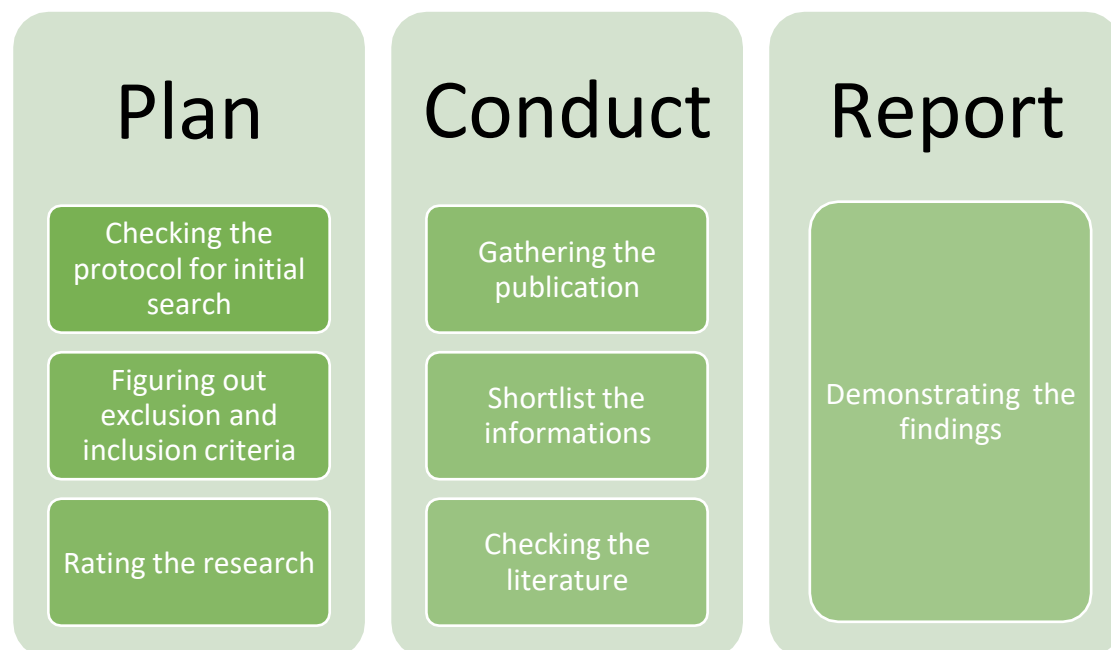 Plan
Checking the
protocol for initial
search
Figuring out
exclusion and
inclusion criteria
Rating the research
Conduct
Gathering the
publication
Shortlist the
informations
Checking the
literature
Report
Demonstrating the
findings